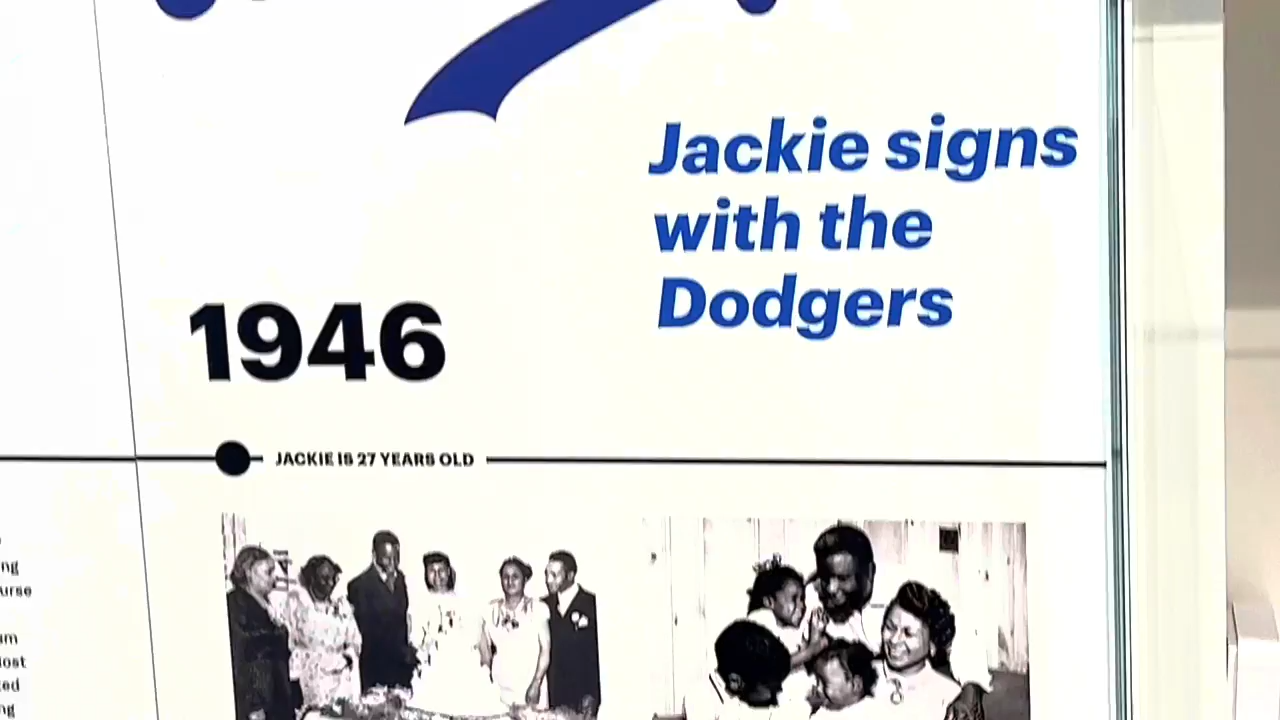 Jackie signs
with the
Dodgers
1946
JACKIE IS 27 YEARS OLD